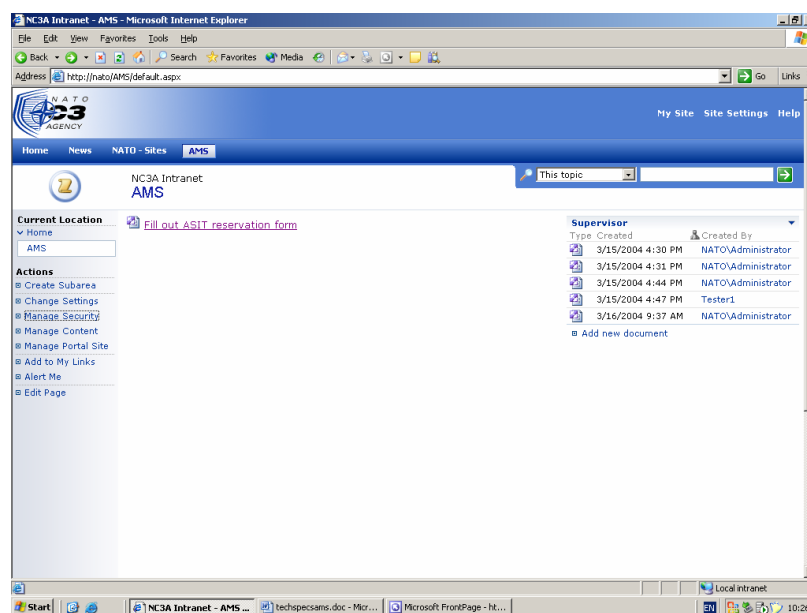 NC3A Intranet - AMS - Microsoft Internet Explorer
File Edit View Favorites Tools Help
Back Search Favorites Media
Address http://nato/AMS/default.aspx Go Links
NATO
C3
AGENCY
My Site Site Settings Help
Home News NATO - Sites AMS
NC3A Intranet
AMS
This topic
Current Location
Home
AMS
Actions
Create Subarea
Change Settings
Manage Security
Manage Content
Manage Portal Site
Add to My Links
Alert Me
Edit Page
Fill out ASIT reservation form
Supervisor
Type Created Created By
3/15/2004 4:30 PM NATO\Administrator
3/15/2004 4:31 PM NATO\Administrator
3/15/2004 4:44 PM NATO\Administrator
3/15/2004 4:47 PM Tester1
3/16/2004 9:37 AM NATO\Administrator
Add new document
Local intranet
Start NC3A Intranet - AMS ... techspecsams.doc - Micr... Microsoft FrontPage - ht... EN